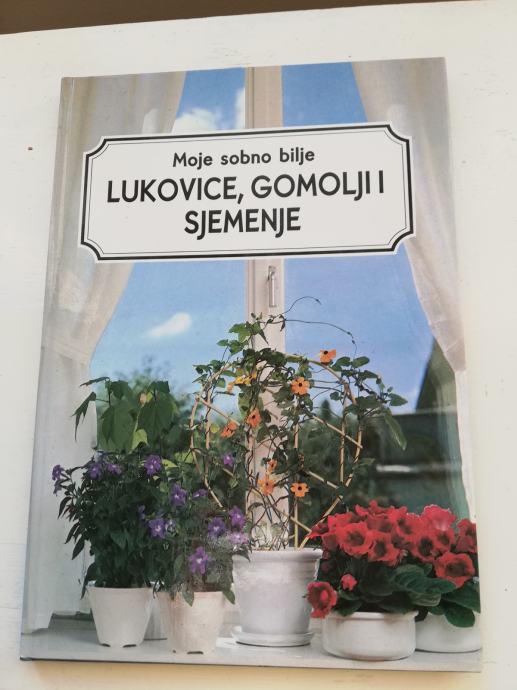 Moje sobno bilje
LUKOVICE, GOMOLJI I
SJEMENJE